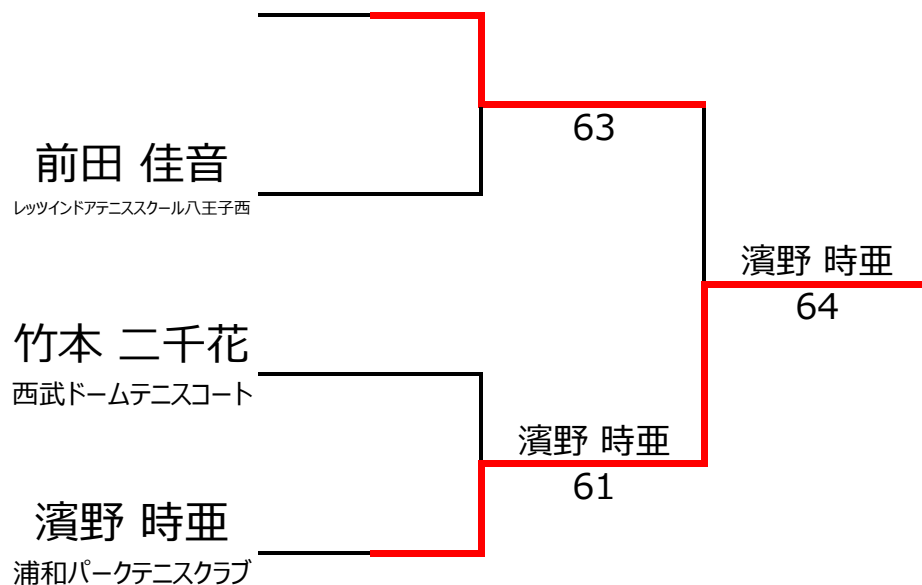 63
前田 佳音
レッツインドアテニススクール八王子西
濱野 時亜
64
竹本 二千花
西武ドームテニスコート
濱野 時亜
61
濱野 時亜
浦和パークテニスクラブ